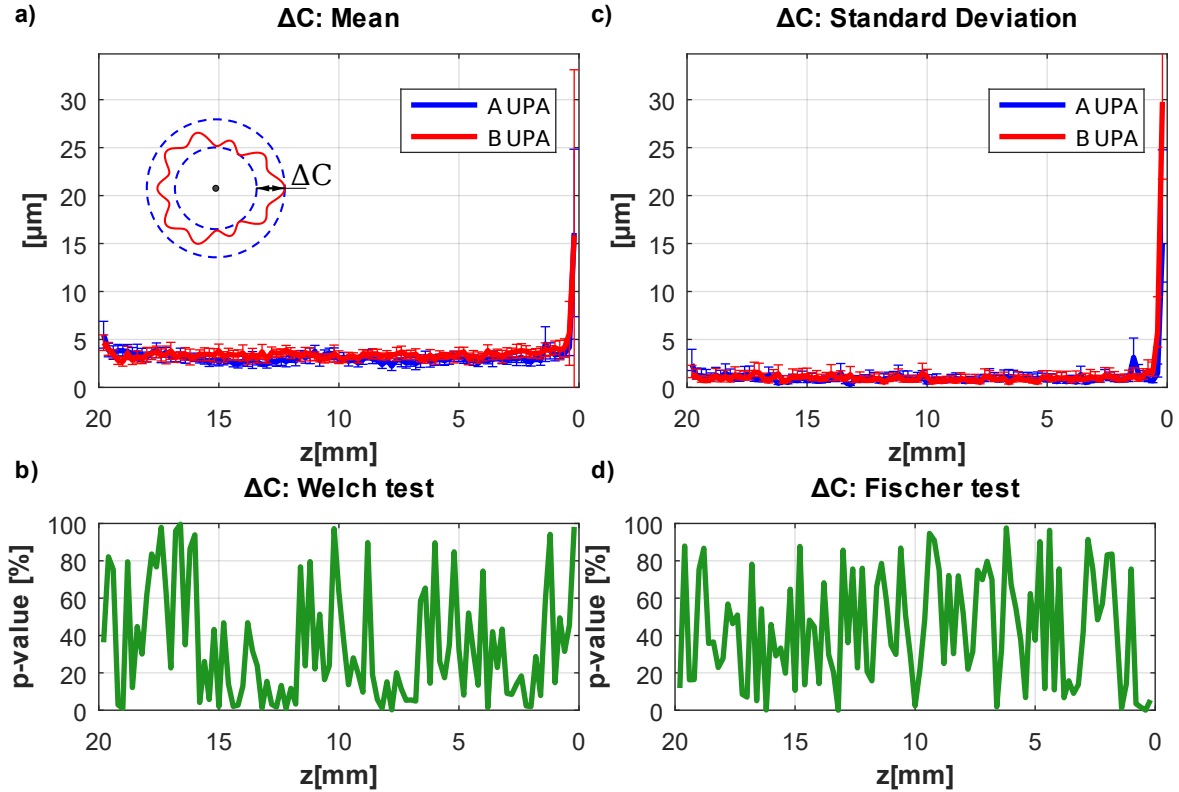 a)
ΔC: Mean
[µm]
30
25
20
15
10
5
0
A UPA
B UPA
ΔC
20
15
10
5
0
z[mm]
c)
ΔC: Standard Deviation
[µm]
30
25
20
15
10
5
0
A UPA
B UPA
20
15
10
5
0
z[mm]
b)
ΔC: Welch test
p-value [%]
100
80
60
40
20
0
20
15
10
5
0
z[mm]
d)
ΔC: Fischer test
p-value [%]
100
80
60
40
20
0
20
15
10
5
0
z[mm]